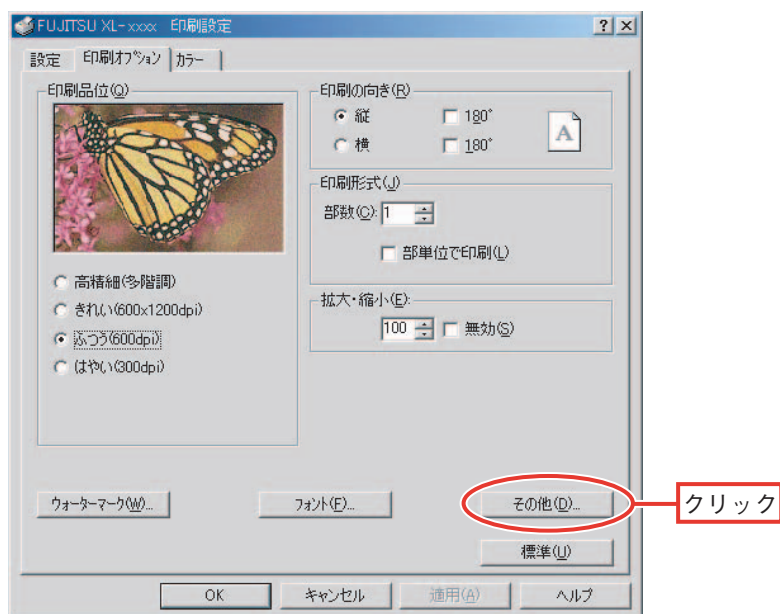 FUJITSU XL-xxxx 印刷設定
設定 印刷オプション カラー
印刷品位(Q)
高精細(多階調)
きれい(600x1200dpi)
ふつう(600dpi)
はやい(300dpi)
印刷の向き(R)
縦 180°
横 180°
A
印刷形式(J)
部数(C): 1
部単位で印刷(L)
拡大・縮小(E):
100 無効(S)
ウォーターマーク(W)... フォント(F)... その他(D)... クリック
標準(U)
OK キャンセル 適用(A) ヘルプ